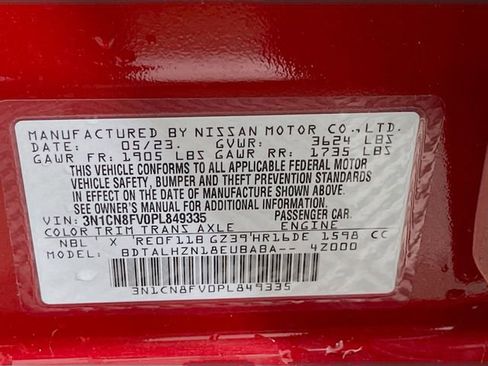 MANUFACTURED BY NISSAN MOTOR CO., LTD.
DATE: 05/23. GVWR: 3624 LBS
GAWR FR: 1905 LBS GAWR RR: 1735 LBS
THIS VEHICLE CONFORMS TO ALL APPLICABLE FEDERAL MOTOR
VEHICLE SAFETY, BUMPER AND THEFT PREVENTION STANDARDS
IN EFFECT ON THE DATE OF MANUFACTURE SHOWN ABOVE.
SEE OWNER'S MANUAL FOR ADDITIONAL INFORMATION.
VIN: 3N1CN8FV0PL849335 PASSENGER CAR.
COLOR TRIM TRANS AXLE ENGINE
NBL X RE0F11B GZ39 HR16DE 1598 CC
MODEL: BDTALHZN18EUBABA-- 4Z000
3N1CN8FV0PL849335